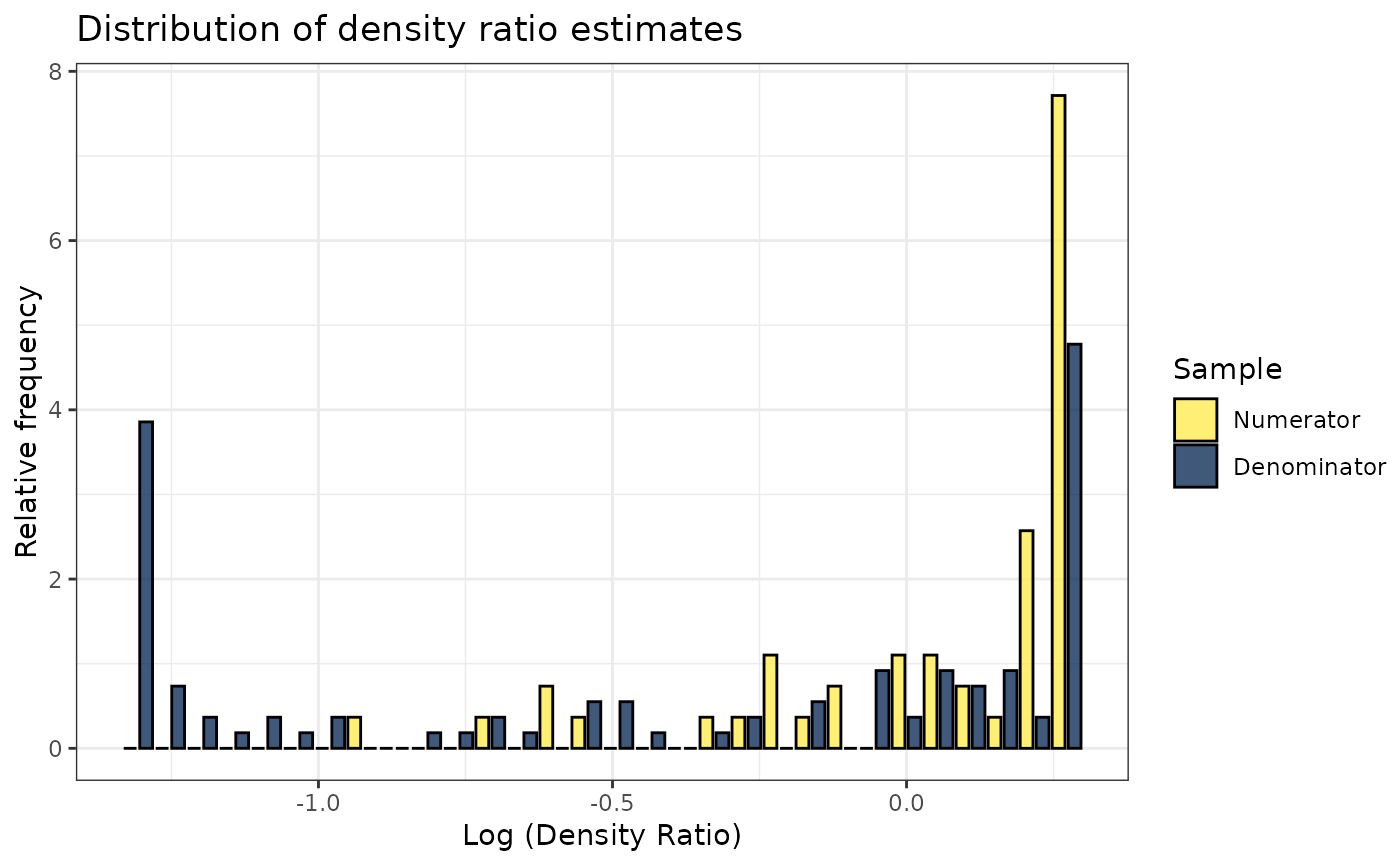 Distribution of density ratio estimates
Relative frequency
8
6
4
2
0
-1.0
-0.5
0.0
Log (Density Ratio)
Sample
Numerator
Denominator